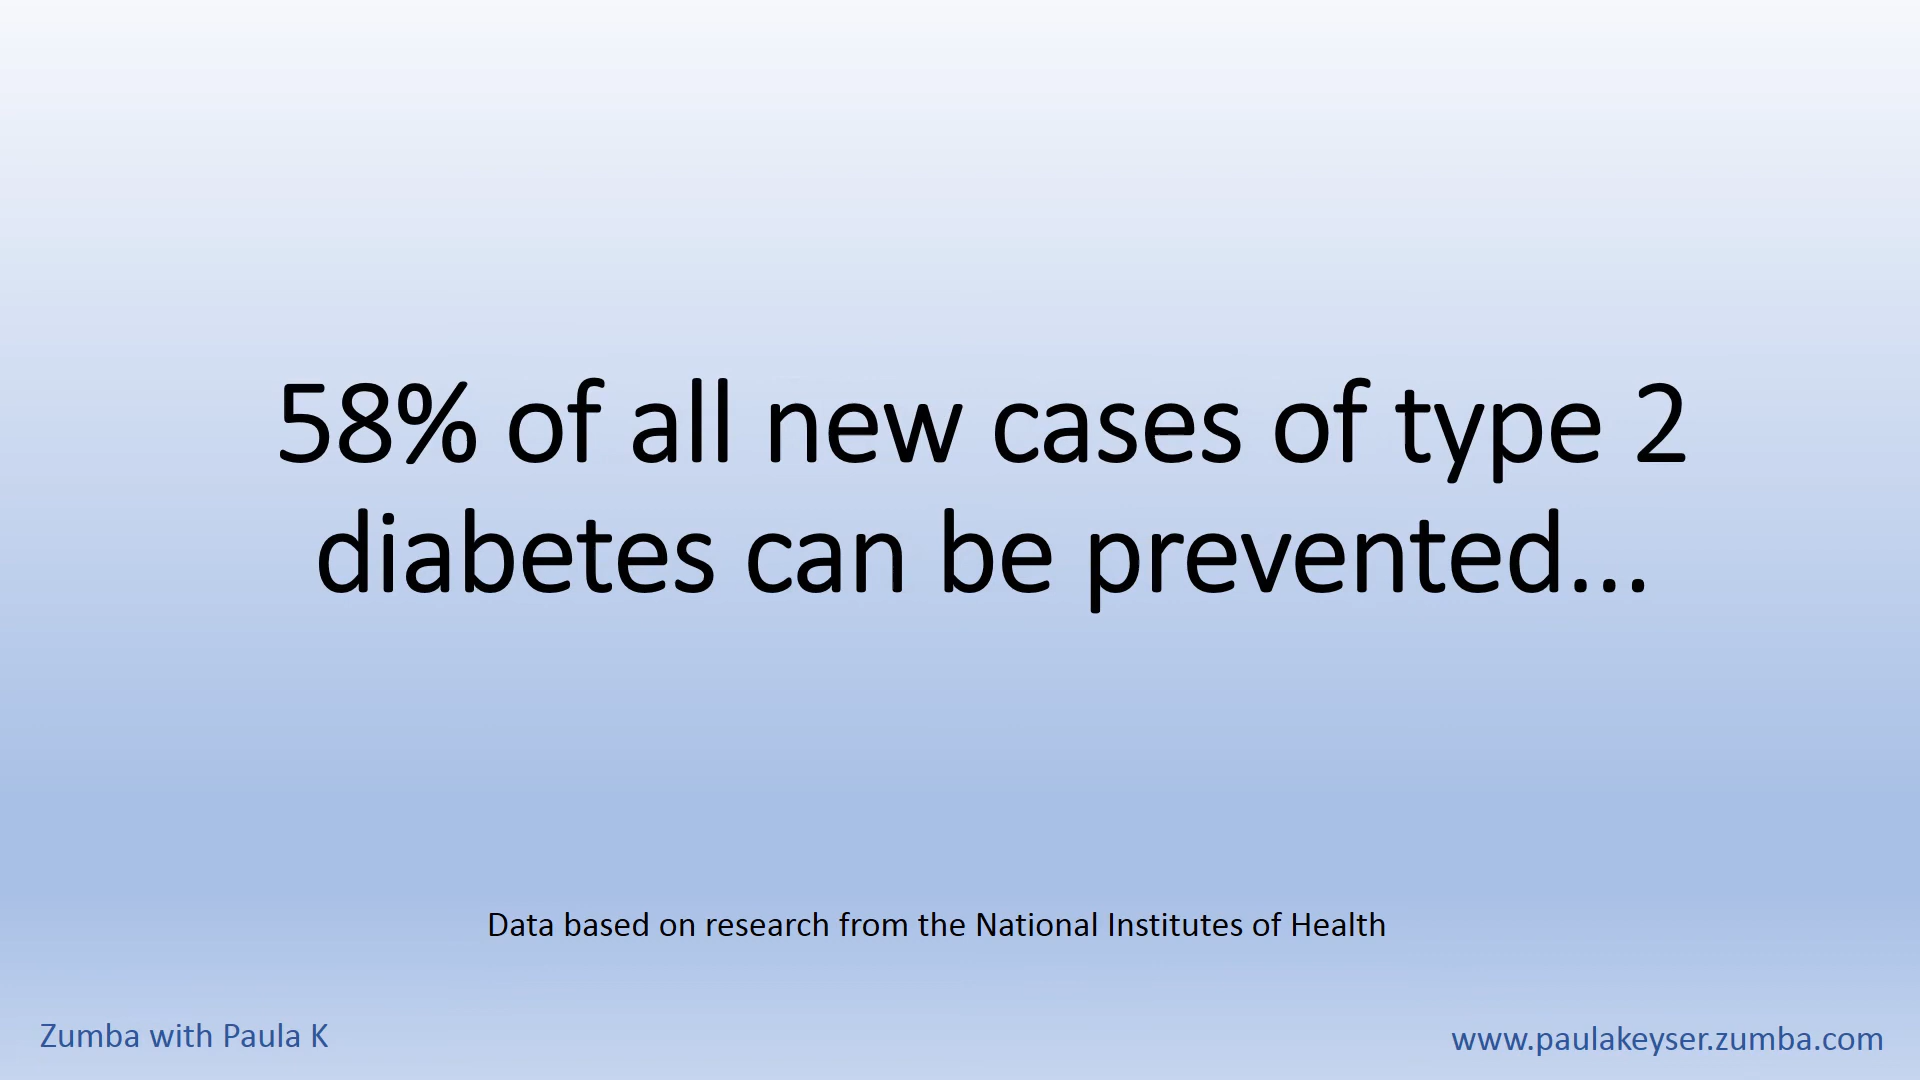 58% of all new cases of type 2
diabetes can be prevented...
Data based on research from the National Institutes of Health
Zumba with Paula K
www.paulakeyser.zumba.com